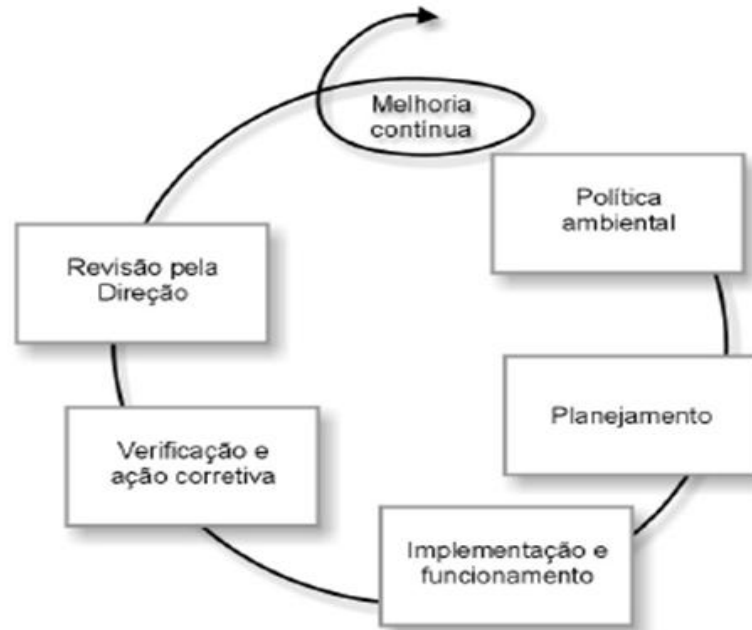 Melhoria
contínua
Política
ambiental
Planejamento
Implementação e
funcionamento
Verificação e
ação corretiva
Revisão pela
Direção